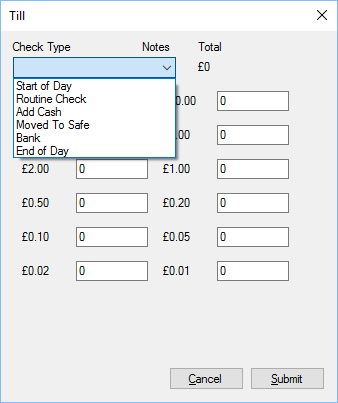 Till
Check Type Notes Total
£0
Start of Day
Routine Check
Add Cash
Moved To Safe
Bank
End of Day
0.00 0
.00 0
£2.00 0 £1.00 0
£0.50 0 £0.20 0
£0.10 0 £0.05 0
£0.02 0 £0.01 0
Cancel Submit